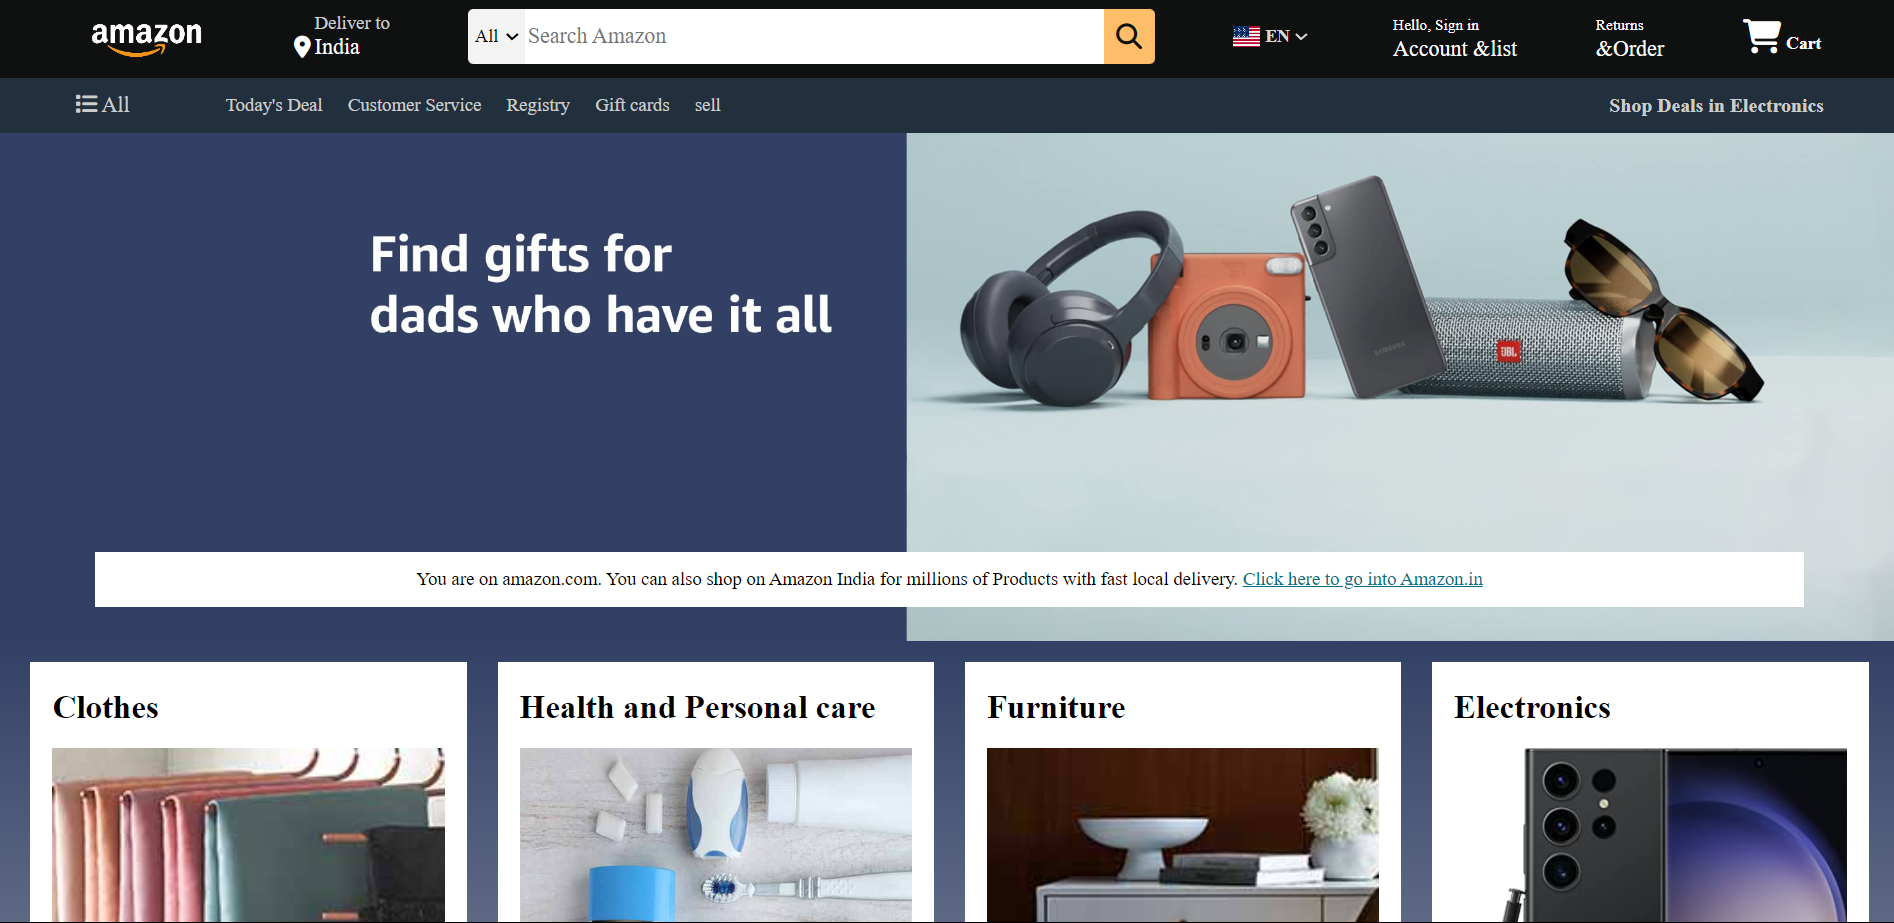 amazon
Deliver to
India
All
Search Amazon
EN
Hello, Sign in
Account &list
Returns
&Order
Cart
All
Today's Deal
Customer Service
Registry
Gift cards
sell
Shop Deals in Electronics
Find gifts for
dads who have it all
SAMSUNG
JBL
You are on amazon.com. You can also shop on Amazon India for millions of Products with fast local delivery. Click here to go into Amazon.in
Clothes
Health and Personal care
Furniture
Electronics